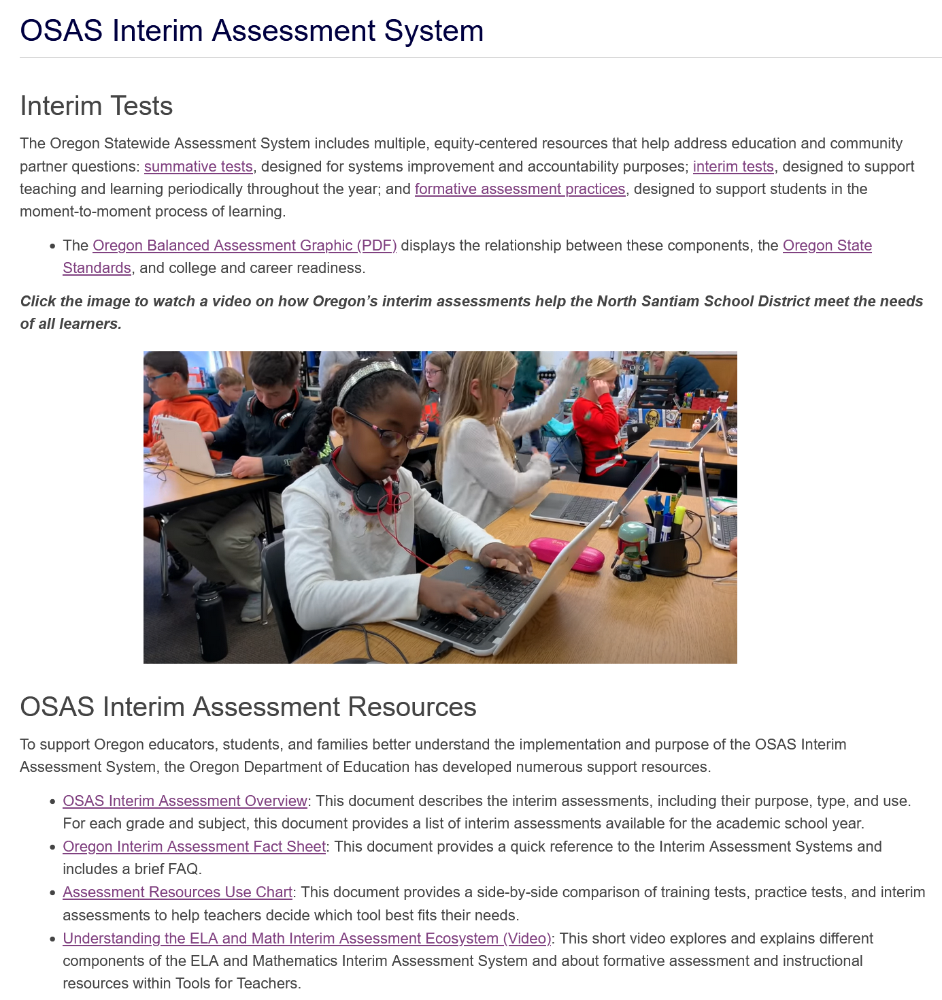 OSAS Interim Assessment System
Interim Tests
The Oregon Statewide Assessment System includes multiple, equity-centered resources that help address education and community
partner questions: summative tests, designed for systems improvement and accountability purposes; interim tests, designed to support
teaching and learning periodically throughout the year; and formative assessment practices, designed to support students in the
moment-to-moment process of learning.
• The Oregon Balanced Assessment Graphic (PDF) displays the relationship between these components, the Oregon State
Standards, and college and career readiness.
Click the image to watch a video on how Oregon’s interim assessments help the North Santiam School District meet the needs
of all learners.
STAR WARS
OSAS Interim Assessment Resources
To support Oregon educators, students, and families better understand the implementation and purpose of the OSAS Interim
Assessment System, the Oregon Department of Education has developed numerous support resources.
• OSAS Interim Assessment Overview: This document describes the interim assessments, including their purpose, type, and use.
For each grade and subject, this document provides a list of interim assessments available for the academic school year.
• Oregon Interim Assessment Fact Sheet: This document provides a quick reference to the Interim Assessment Systems and
includes a brief FAQ.
• Assessment Resources Use Chart: This document provides a side-by-side comparison of training tests, practice tests, and interim
assessments to help teachers decide which tool best fits their needs.
• Understanding the ELA and Math Interim Assessment Ecosystem (Video): This short video explores and explains different
components of the ELA and Mathematics Interim Assessment System and about formative assessment and instructional
resources within Tools for Teachers.